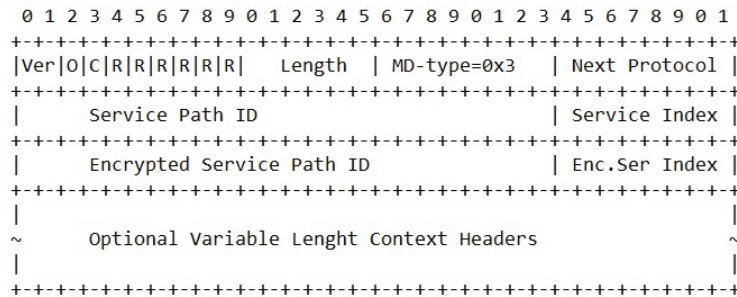 0 1 2 3 4 5 6 7 8 9 0 1 2 3 4 5 6 7 8 9 0 1 2 3 4 5 6 7 8 9 0 1
+-+-+-+-+-+-+-+-+-+-+-+-+-+-+-+-+-+-+-+-+-+-+-+-+-+-+-+-+-+-+-+-+
|Ver|O|C|R|R|R|R|R|R|   Length  |  MD-type=0x3  | Next Protocol |
+-+-+-+-+-+-+-+-+-+-+-+-+-+-+-+-+-+-+-+-+-+-+-+-+-+-+-+-+-+-+-+-+
|     Service Path ID                           | Service Index |
+-+-+-+-+-+-+-+-+-+-+-+-+-+-+-+-+-+-+-+-+-+-+-+-+-+-+-+-+-+-+-+-+
|     Encrypted Service Path ID                 | Enc.Ser Index |
+-+-+-+-+-+-+-+-+-+-+-+-+-+-+-+-+-+-+-+-+-+-+-+-+-+-+-+-+-+-+-+-+
|                                                               |
~     Optional Variable Lenght Context Headers                  ~
|                                                               |
+-+-+-+-+-+-+-+-+-+-+-+-+-+-+-+-+-+-+-+-+-+-+-+-+-+-+-+-+-+-+-+-+